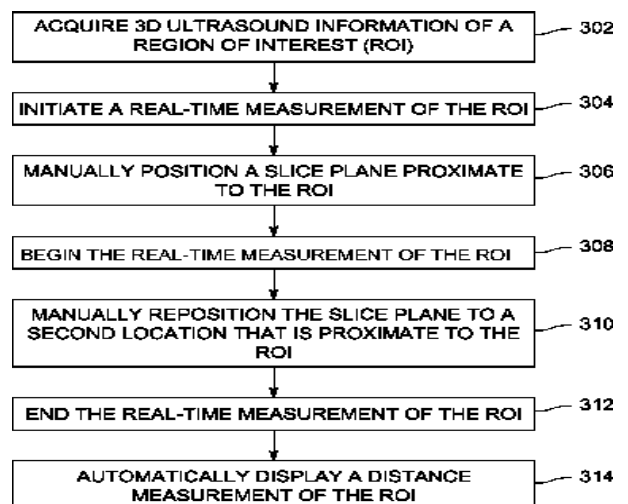 ACQUIRE 3D ULTRASOUND INFORMATION OF A
REGION OF INTEREST (ROI)
302
INITIATE A REAL-TIME MEASUREMENT OF THE ROI
304
MANUALLY POSITION A SLICE PLANE PROXIMATE
TO THE ROI
306
BEGIN THE REAL-TIME MEASUREMENT OF THE ROI
308
MANUALLY REPOSITION THE SLICE PLANE TO A
SECOND LOCATION THAT IS PROXIMATE TO THE
ROI
310
END THE REAL-TIME MEASUREMENT OF THE ROI
312
AUTOMATICALLY DISPLAY A DISTANCE
MEASUREMENT OF THE ROI
314